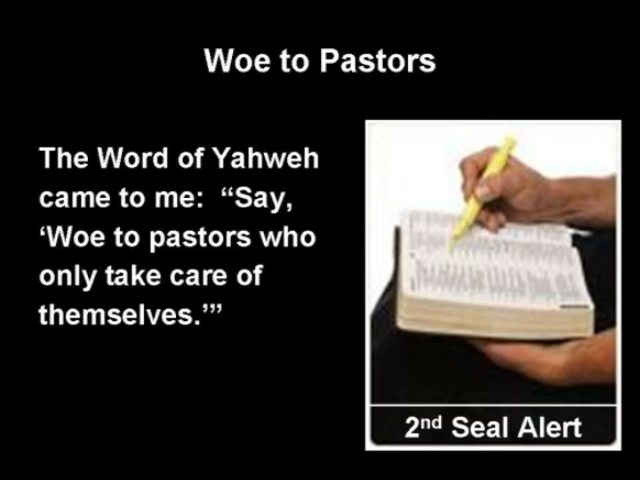 Woe to Pastors
The Word of Yahweh
came to me:  “Say,
‘Woe to pastors who
only take care of
themselves.’”
2nd Seal Alert